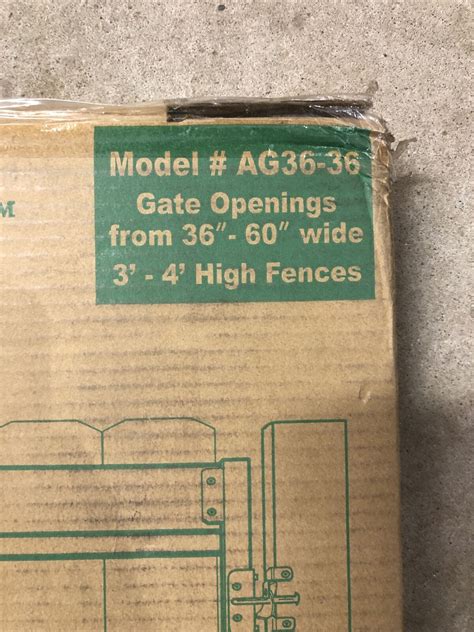 Model # AG36-36
Gate Openings
from 36"- 60" wide
3' - 4' High Fences
M